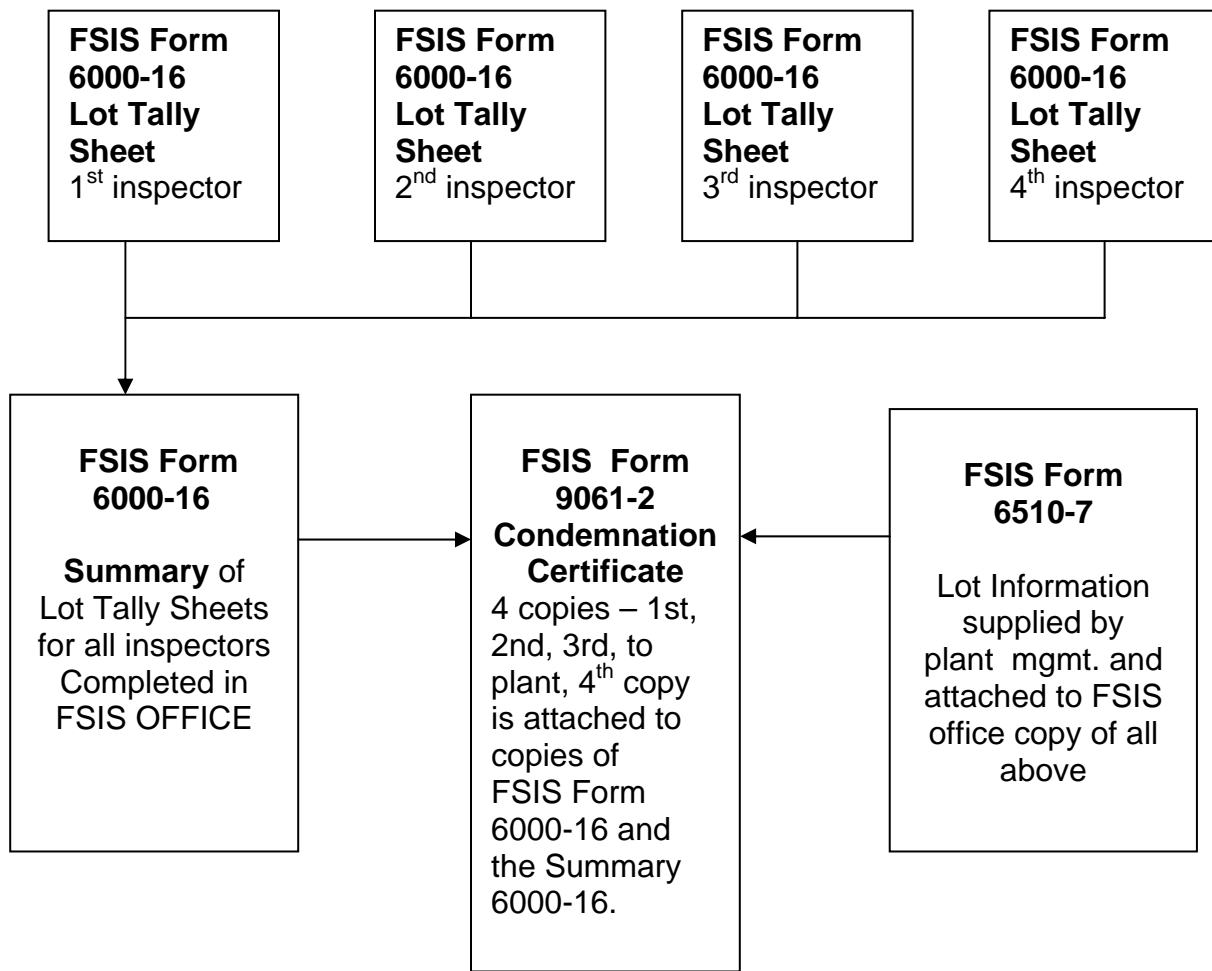 FSIS Form
6000-16
Lot Tally
Sheet
1st inspector
FSIS Form
6000-16
Lot Tally
Sheet
2nd inspector
FSIS Form
6000-16
Lot Tally
Sheet
3rd inspector
FSIS Form
6000-16
Lot Tally
Sheet
4th inspector
FSIS Form
6000-16
Summary of
Lot Tally Sheets
for all inspectors
Completed in
FSIS OFFICE
FSIS Form
9061-2
Condemnation
Certificate
4 copies – 1st,
2nd, 3rd, to
plant, 4th copy
is attached to
copies of
FSIS Form
6000-16 and
the Summary
6000-16.
FSIS Form
6510-7
Lot Information
supplied by
plant mgmt. and
attached to FSIS
office copy of all
above